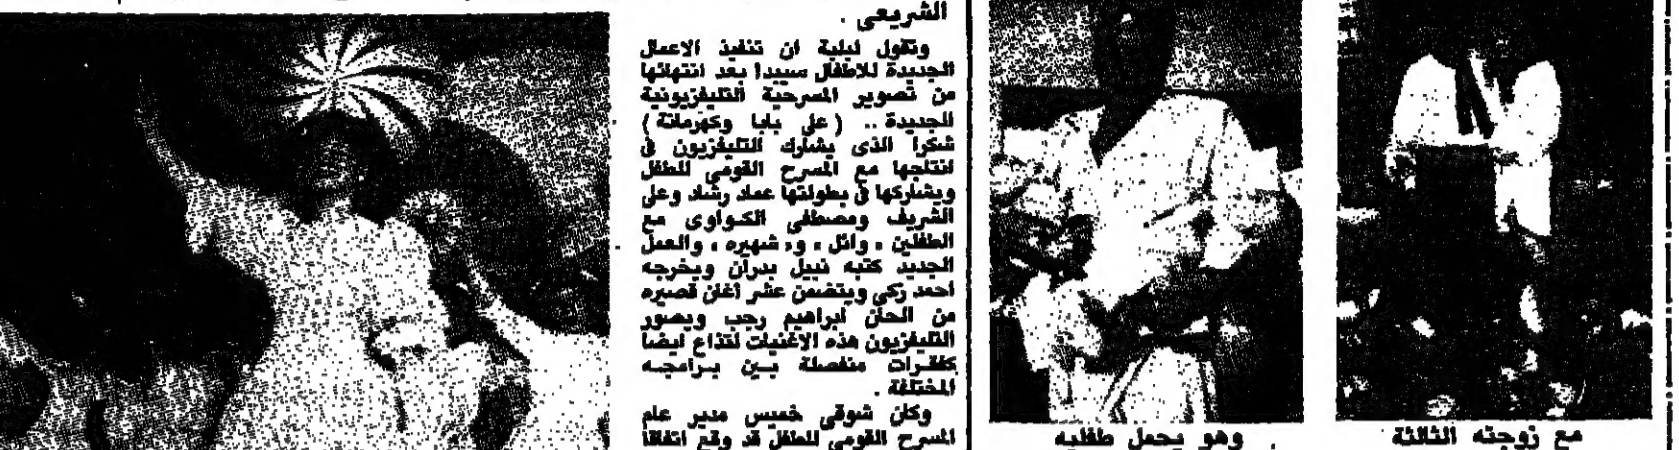 الشريعى .
وتقول ليلية ان تنفيذ الاعمال
الجديدة للاطفال سيبدا بعد انتهائها
من تصوير المسرحية التليفزيونية
الجديدة .. ( على بابا وكهرمانة )
شكرا الذى يشارك التليفزيون فى
انتاجها مع المسرح القومى للطفل
ويشاركها فى بطولتها عماد رشاد وعلى
الشريف ومصطفى الكواوى مع
الطفلين « وائل » و« شهيره » والعمل
الجديد كتبه نبيل بدران ويخرجه
احمد زكى ويتضمن عشر أغان قصيره
من الحان ابراهيم رجب ويصور
التليفزيون هذه الاغنيات لتذاع ايضا
كفقرات منفصلة بين برامجه
المختلفة .
وكان شوقى خميس مدير عام
المسرح القومى للطفل قد وقع اتفاقا
وهو يحمل طفليه
مع زوجته الثالثة